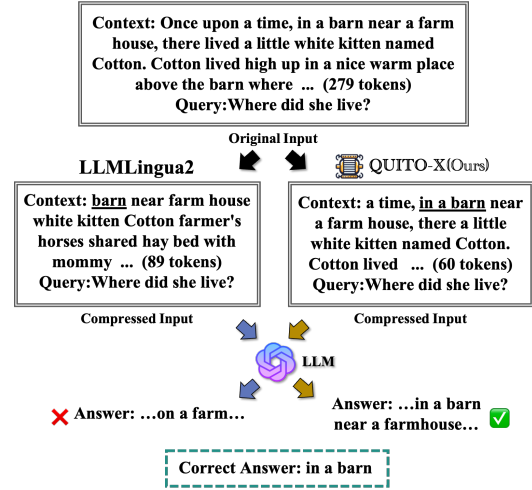 Context: Once upon a time, in a barn near a farm
house, there lived a little white kitten named
Cotton. Cotton lived high up in a nice warm place
above the barn where ... (279 tokens)
Query:Where did she live?
Original Input
LLMLingua2
Context: barn near farm house
white kitten Cotton farmer's
horses shared hay bed with
mommy ... (89 tokens)
Query:Where did she live?
Compressed Input
QUITO-X(Ours)
Context: a time, in a barn near
a farm house, there a little
white kitten named Cotton.
Cotton lived ... (60 tokens)
Query:Where did she live?
Compressed Input
LLM
Answer: …on a farm…
Answer: …in a barn
near a farmhouse…
Correct Answer: in a barn